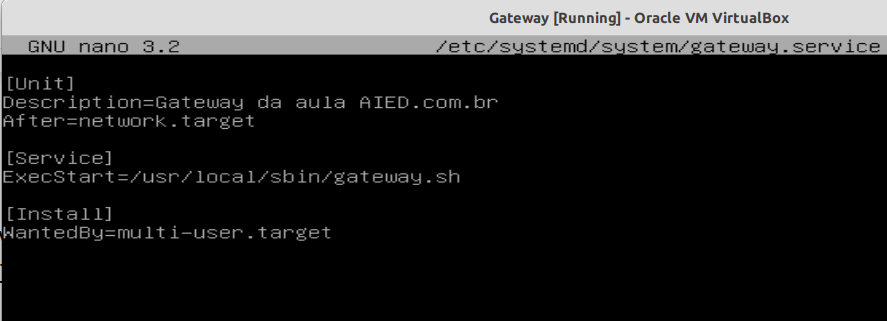 Gateway [Running] - Oracle VM VirtualBox
GNU nano 3.2 /etc/systemd/system/gateway.service
[Unit]
Description=Gateway da aula AIED.com.br
After=network.target
[Service]
ExecStart=/usr/local/sbin/gateway.sh
[Install]
WantedBy=multi-user.target